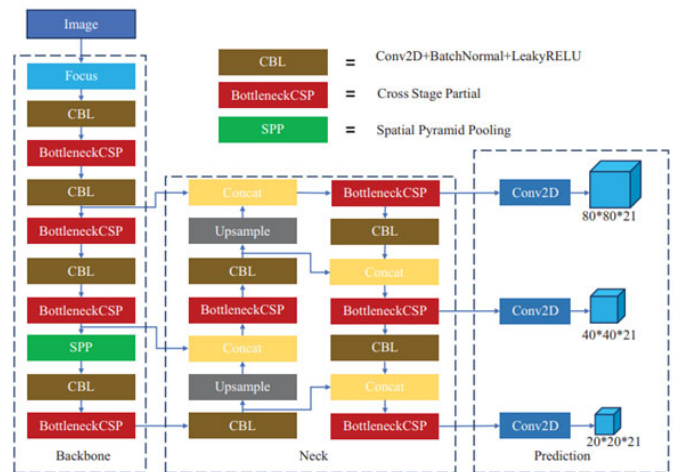 Image
Focus
CBL
BottleneckCSP
CBL
BottleneckCSP
CBL
BottleneckCSP
SPP
CBL
BottleneckCSP
Backbone
CBL = Conv2D+BatchNormal+LeakyRELU
BottleneckCSP = Cross Stage Partial
SPP = Spatial Pyramid Pooling
Concat
Upsample
CBL
BottleneckCSP
Concat
Upsample
CBL
BottleneckCSP
CBL
Concat
BottleneckCSP
CBL
Concat
BottleneckCSP
Neck
Conv2D
80*80*21
Conv2D
40*40*21
Conv2D
20*20*21
Prediction